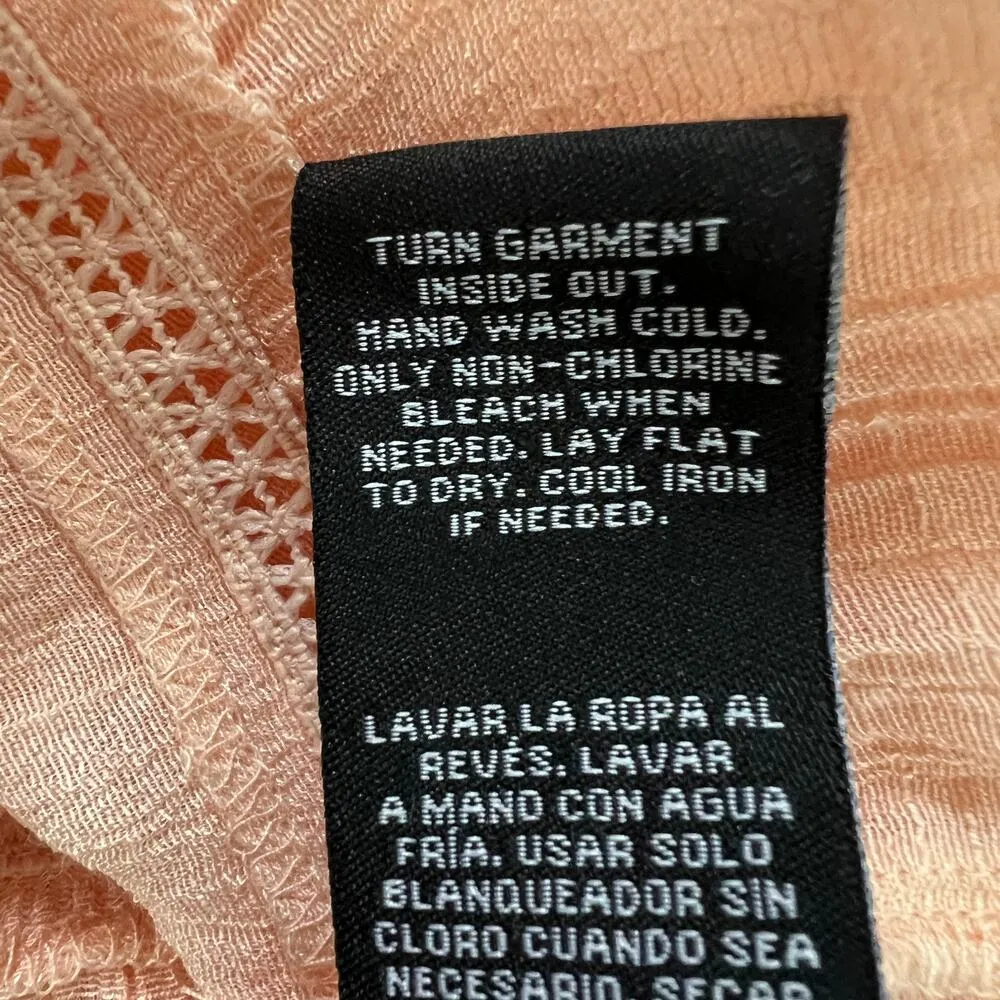 TURN GARMENT
INSIDE OUT.
HAND WASH COLD.
ONLY NON-CHLORINE
BLEACH WHEN
NEEDED. LAY FLAT
TO DRY. COOL IRON
IF NEEDED.
LAVAR LA ROPA AL
REVÉS. LAVAR
A MANO CON AGUA
FRÍA. USAR SOLO
BLANQUEADOR SIN
CLORO CUANDO SEA
NECESARIO. SECAR